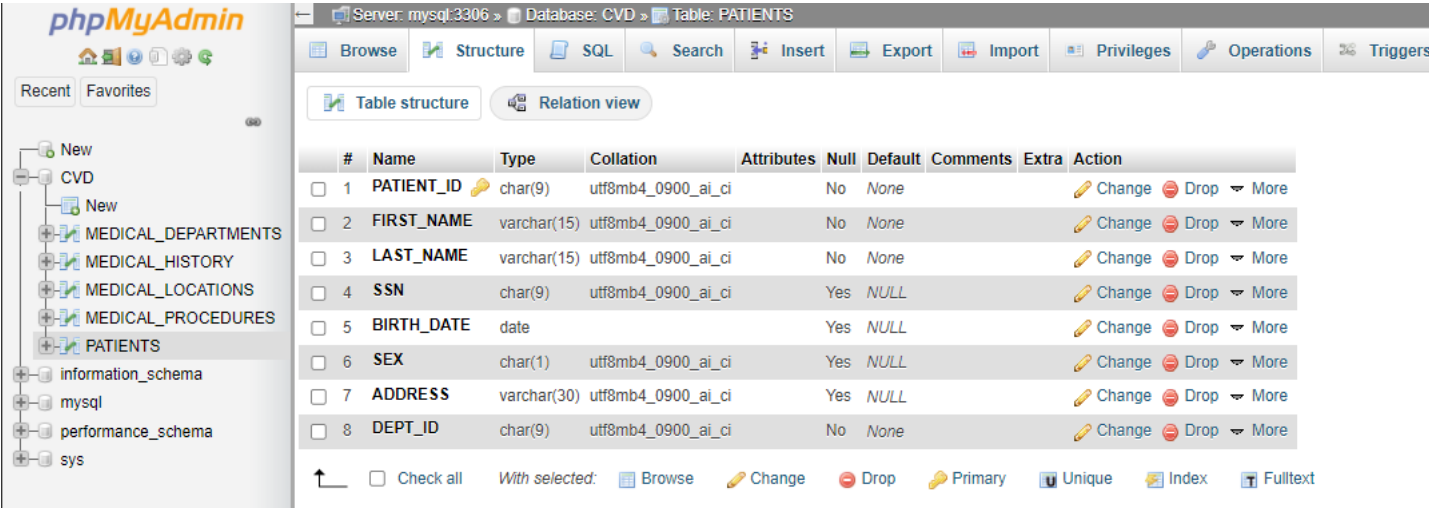 phpMyAdmin
Recent Favorites
New
CVD
New
MEDICAL_DEPARTMENTS
MEDICAL_HISTORY
MEDICAL_LOCATIONS
MEDICAL_PROCEDURES
PATIENTS
information_schema
mysql
performance_schema
sys
← Server: mysql:3306 » Database: CVD » Table: PATIENTS
Browse Structure SQL Search Insert Export Import Privileges Operations Triggers
Table structure Relation view
# Name Type Collation Attributes Null Default Comments Extra Action
1 PATIENT_ID char(9) utf8mb4_0900_ai_ci No None Change Drop More
2 FIRST_NAME varchar(15) utf8mb4_0900_ai_ci No None Change Drop More
3 LAST_NAME varchar(15) utf8mb4_0900_ai_ci No None Change Drop More
4 SSN char(9) utf8mb4_0900_ai_ci Yes NULL Change Drop More
5 BIRTH_DATE date Yes NULL Change Drop More
6 SEX char(1) utf8mb4_0900_ai_ci Yes NULL Change Drop More
7 ADDRESS varchar(30) utf8mb4_0900_ai_ci Yes NULL Change Drop More
8 DEPT_ID char(9) utf8mb4_0900_ai_ci No None Change Drop More
Check all With selected: Browse Change Drop Primary Unique Index Fulltext